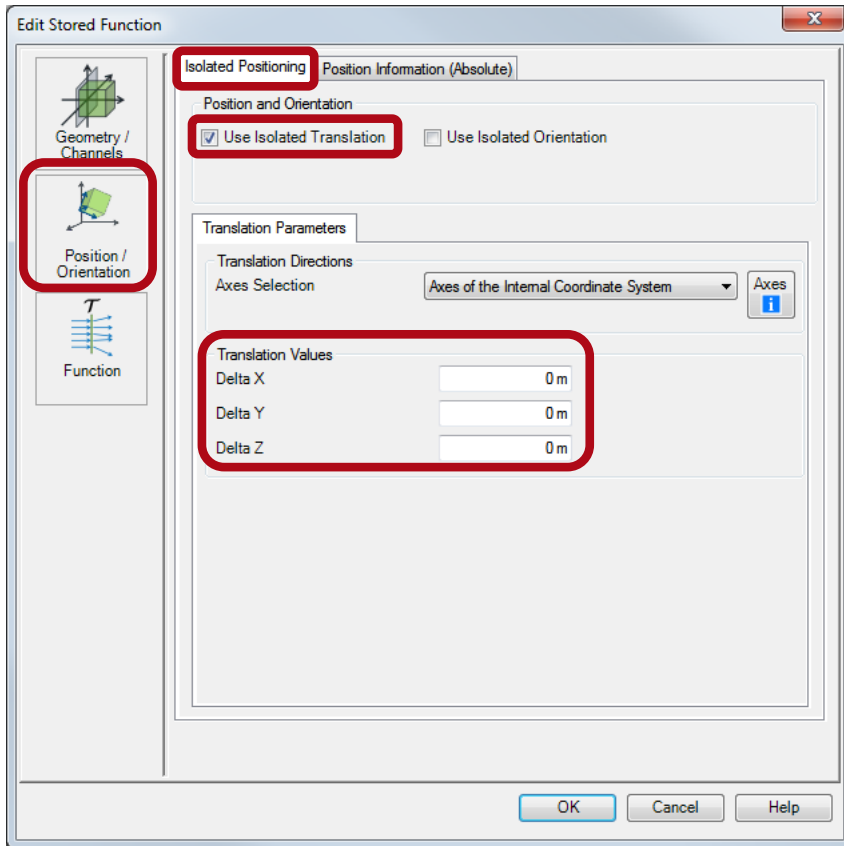 Edit Stored Function
x
Geometry /
Channels
Position /
Orientation
T
Function
Isolated Positioning
Position Information (Absolute)
Position and Orientation
Use Isolated Translation
Use Isolated Orientation
Translation Parameters
Translation Directions
Axes Selection
Axes of the Internal Coordinate System
Axes
i
Translation Values
Delta X 0 m
Delta Y 0 m
Delta Z 0 m
OK Cancel Help